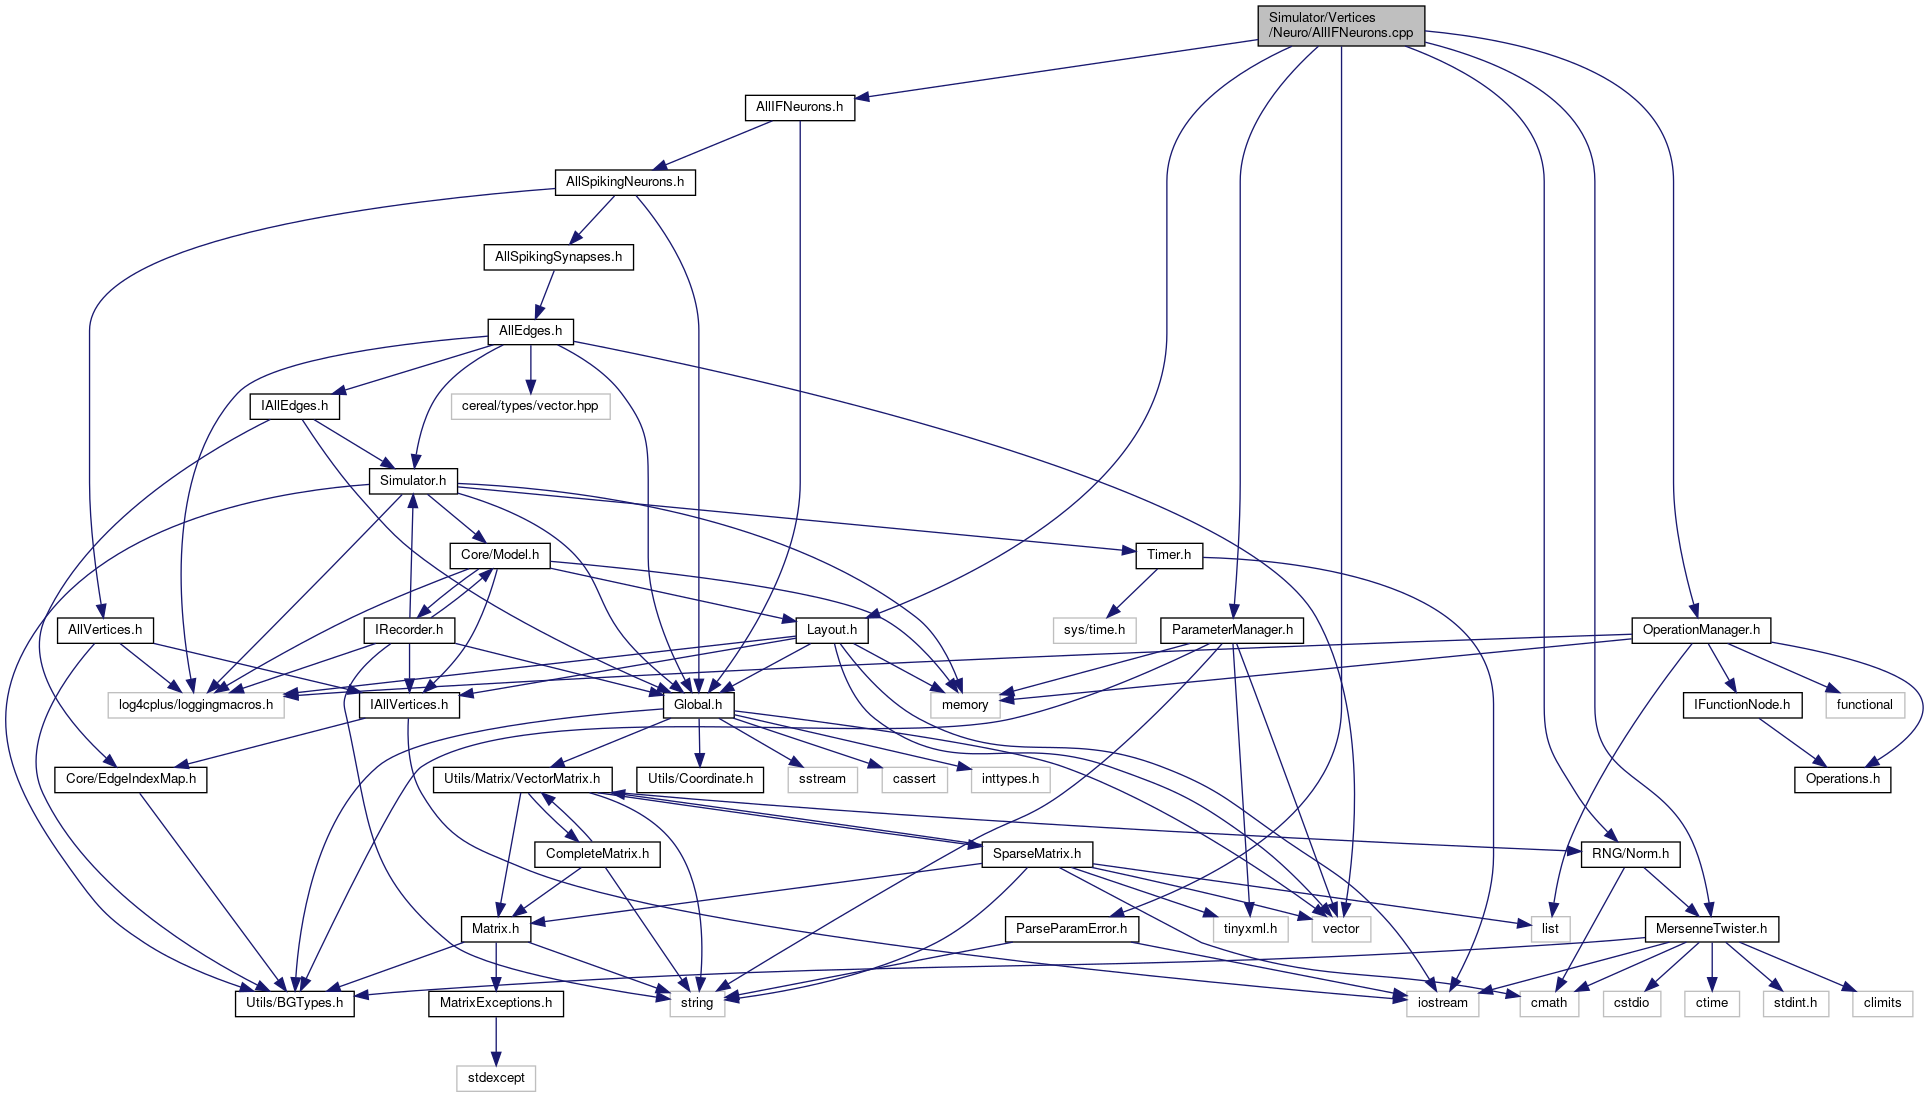 Simulator/Vertices
/Neuro/AllIFNeurons.cpp
AllIFNeurons.h
AllSpikingNeurons.h
AllSpikingSynapses.h
AllEdges.h
IAllEdges.h
cereal/types/vector.hpp
Simulator.h
Core/Model.h
Timer.h
AllVertices.h
IRecorder.h
Layout.h
sys/time.h
ParameterManager.h
OperationManager.h
log4cplus/loggingmacros.h
IAllVertices.h
Global.h
memory
IFunctionNode.h
functional
Core/EdgeIndexMap.h
Utils/Matrix/VectorMatrix.h
Utils/Coordinate.h
sstream
cassert
inttypes.h
Operations.h
CompleteMatrix.h
SparseMatrix.h
RNG/Norm.h
Matrix.h
ParseParamError.h
tinyxml.h
vector
list
MersenneTwister.h
Utils/BGTypes.h
MatrixExceptions.h
string
iostream
cmath
cstdio
ctime
stdint.h
climits
stdexcept